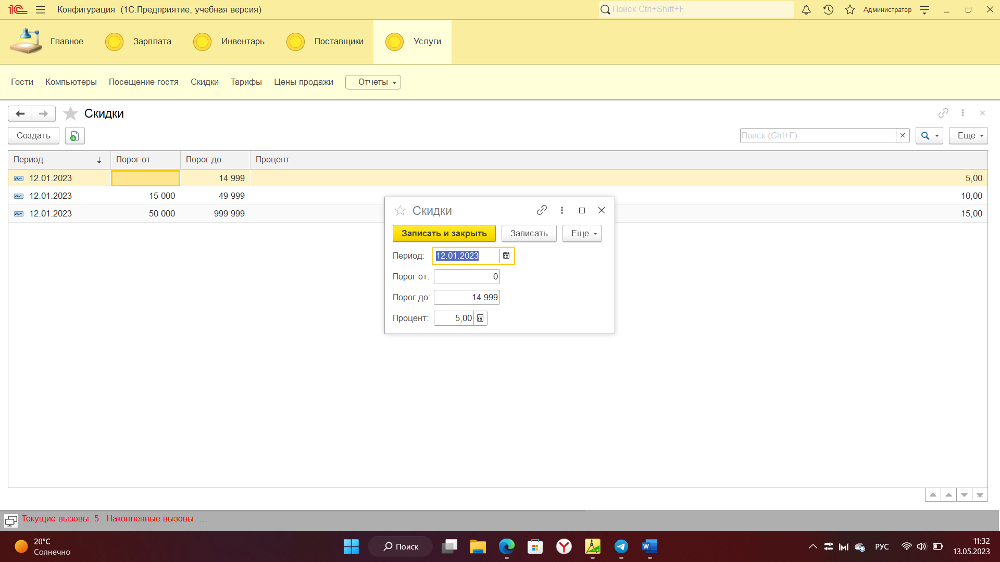 Конфигурация (1С:Предприятие, учебная версия)
Поиск Ctrl+Shift+F
Администратор
Главное
Зарплата
Инвентарь
Поставщики
Услуги
Гости
Компьютеры
Посещение гостя
Скидки
Тарифы
Цены продажи
Отчеты
Скидки
Создать
Поиск (Ctrl+F)
Еще
Период Порог от Порог до Процент
12.01.2023 14 999 5,00
12.01.2023 15 000 49 999 10,00
12.01.2023 50 000 999 999 15,00
Скидки
Записать и закрыть
Записать
Еще
Период: 12.01.2023
Порог от: 0
Порог до: 14 999
Процент: 5,00
Текущие вызовы: 5 Накопленные вызовы: ...
20°C
Солнечно
Поиск
РУС
11:32
13.05.2023